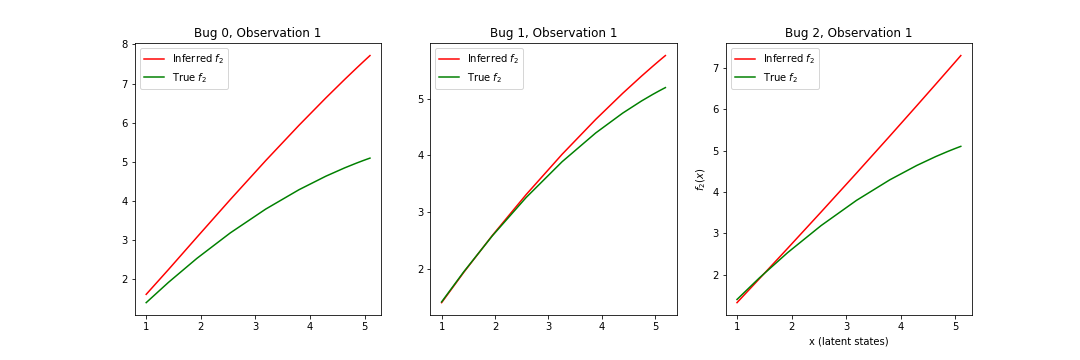 Bug 0, Observation 1
8
7
6
5
4
3
2
1 2 3 4 5
Inferred f₂
True f₂
Bug 1, Observation 1
5
4
3
2
1 2 3 4 5
Inferred f₂
True f₂
Bug 2, Observation 1
f₂(x)
7
6
5
4
3
2
1 2 3 4 5
x (latent states)
Inferred f₂
True f₂